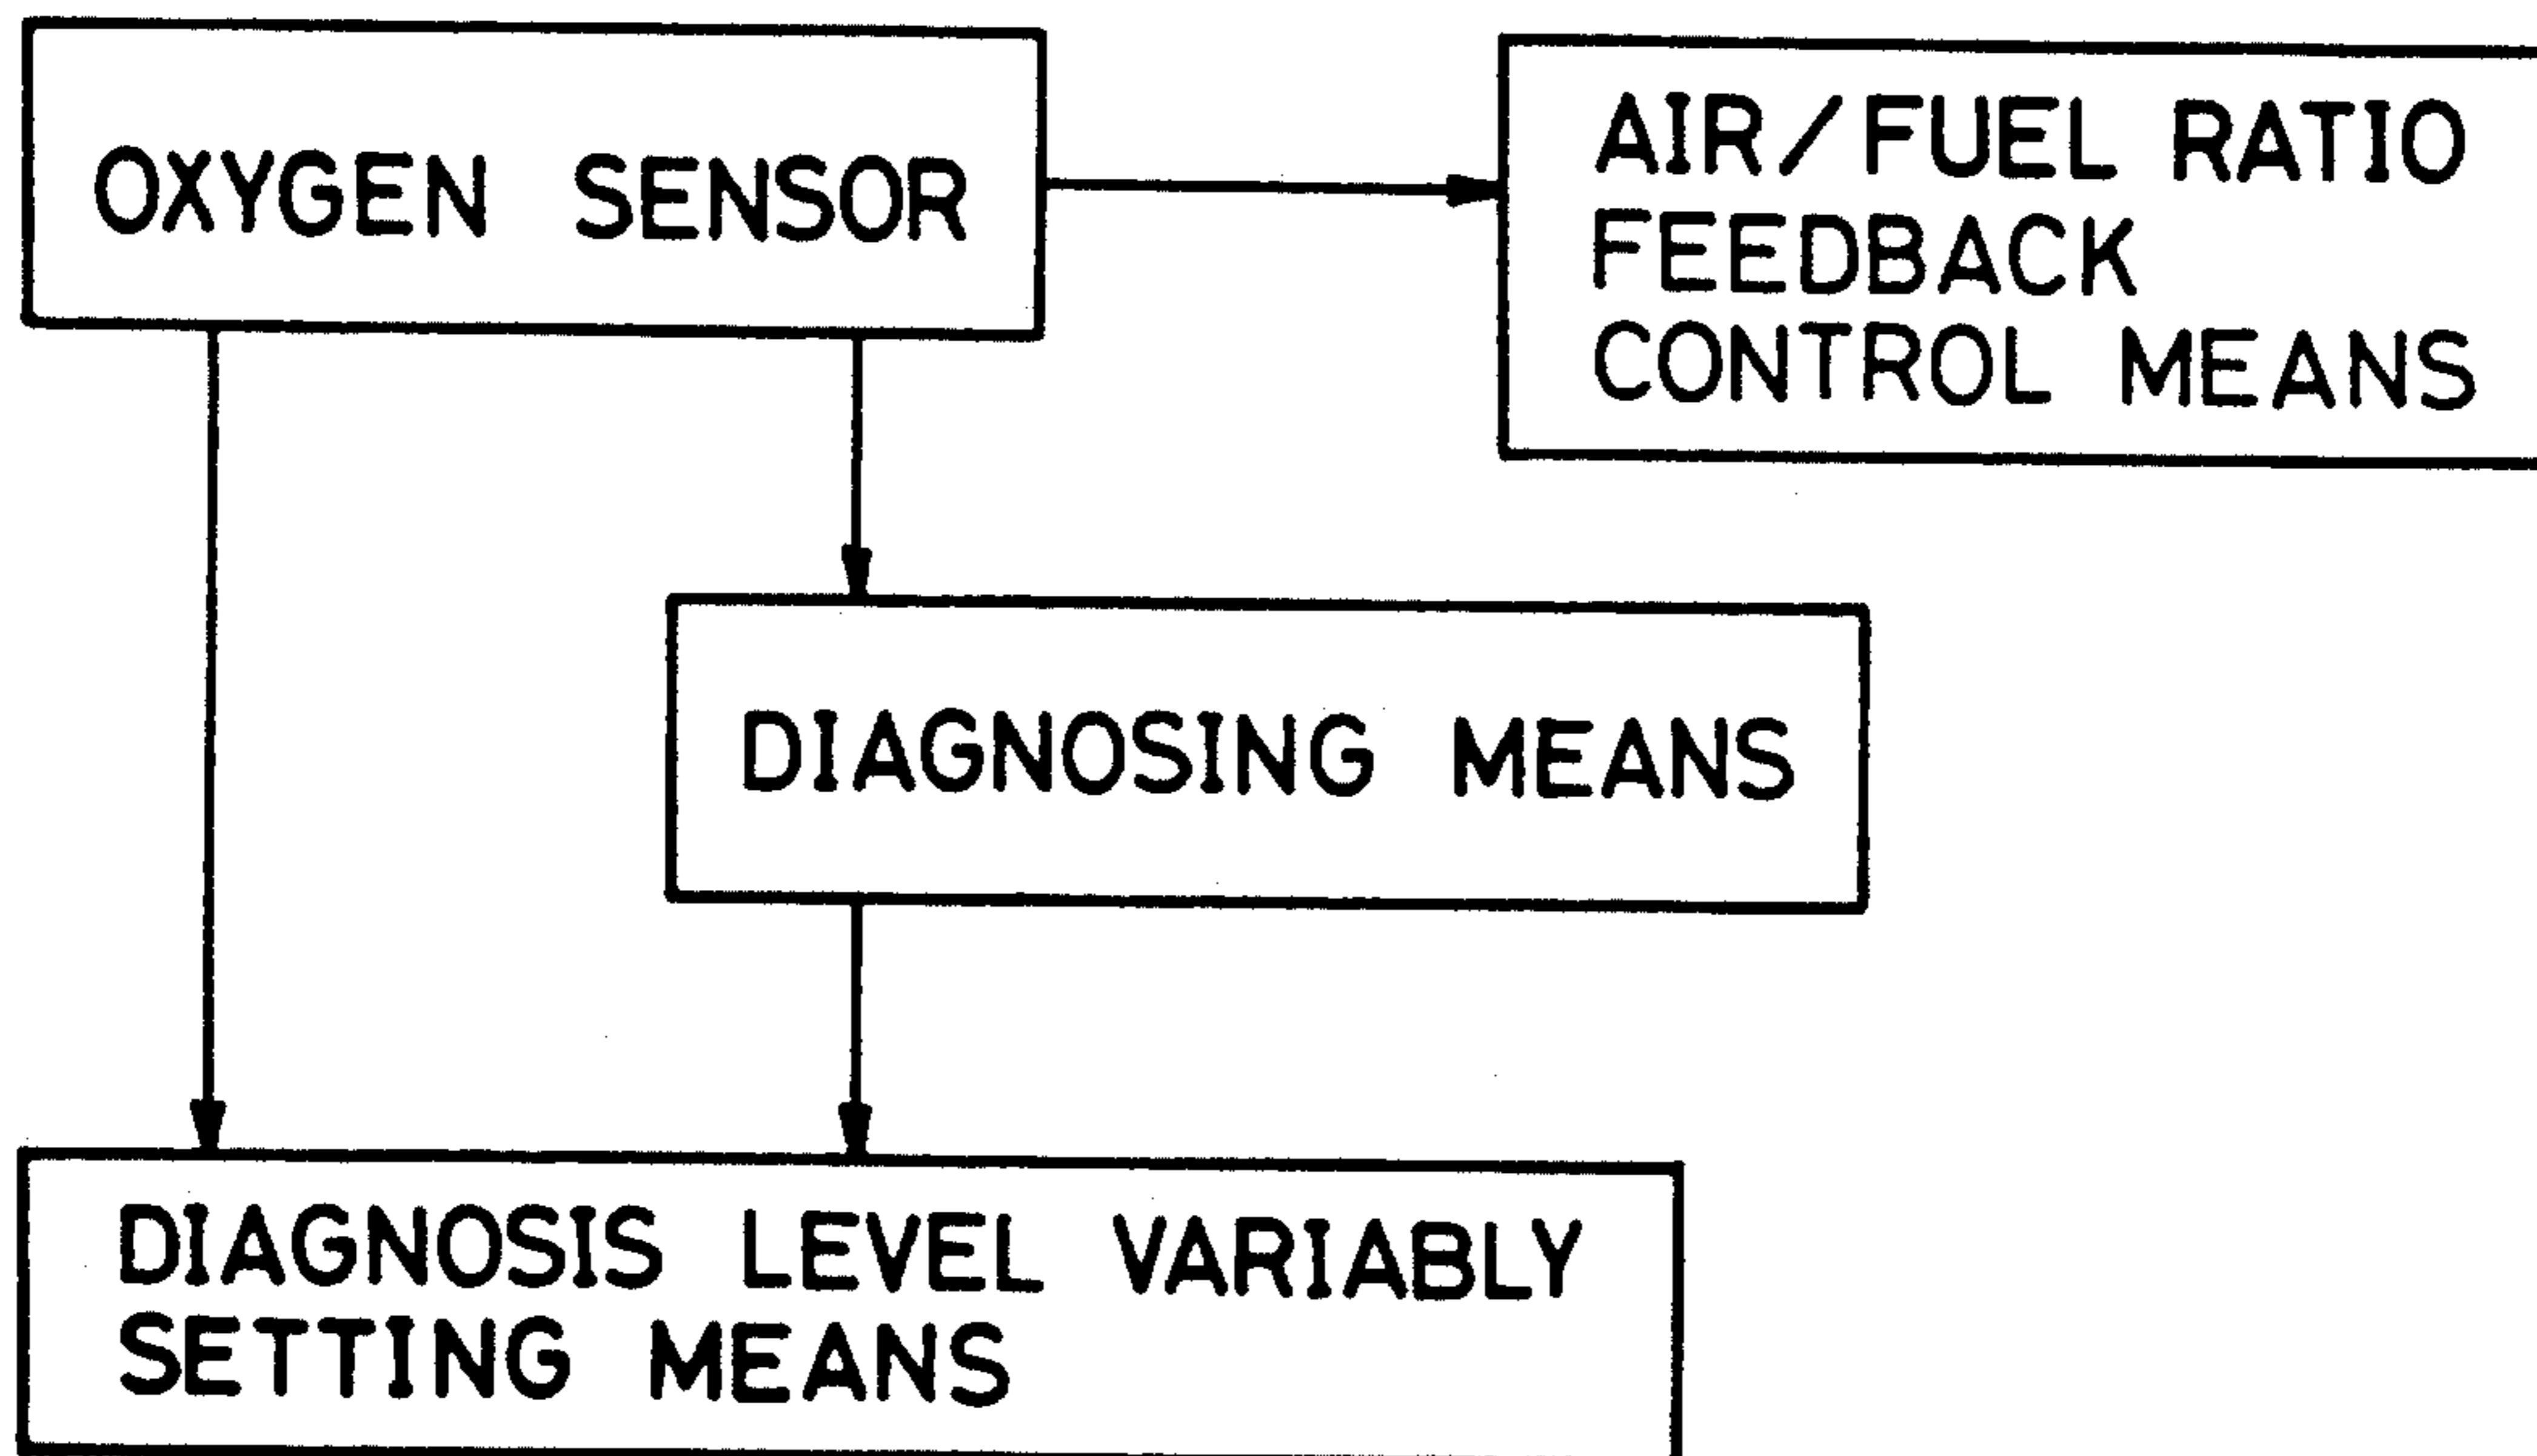 OXYGEN SENSOR
AIR/FUEL RATIO
FEEDBACK
CONTROL MEANS
DIAGNOSING MEANS
DIAGNOSIS LEVEL VARIABLY
SETTING MEANS